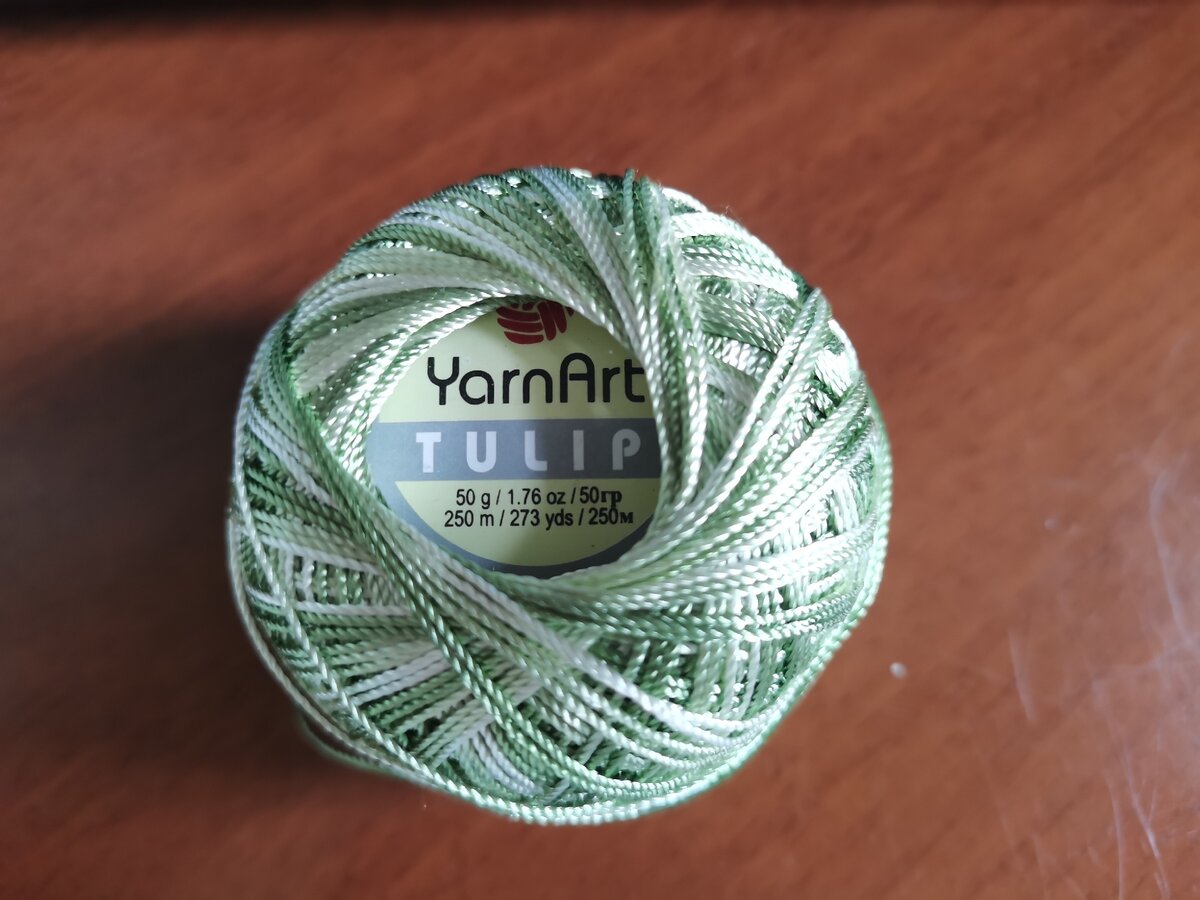 YarnArt
TULIP
50 g / 1.76 oz / 50гр
250 m / 273 yds / 250м